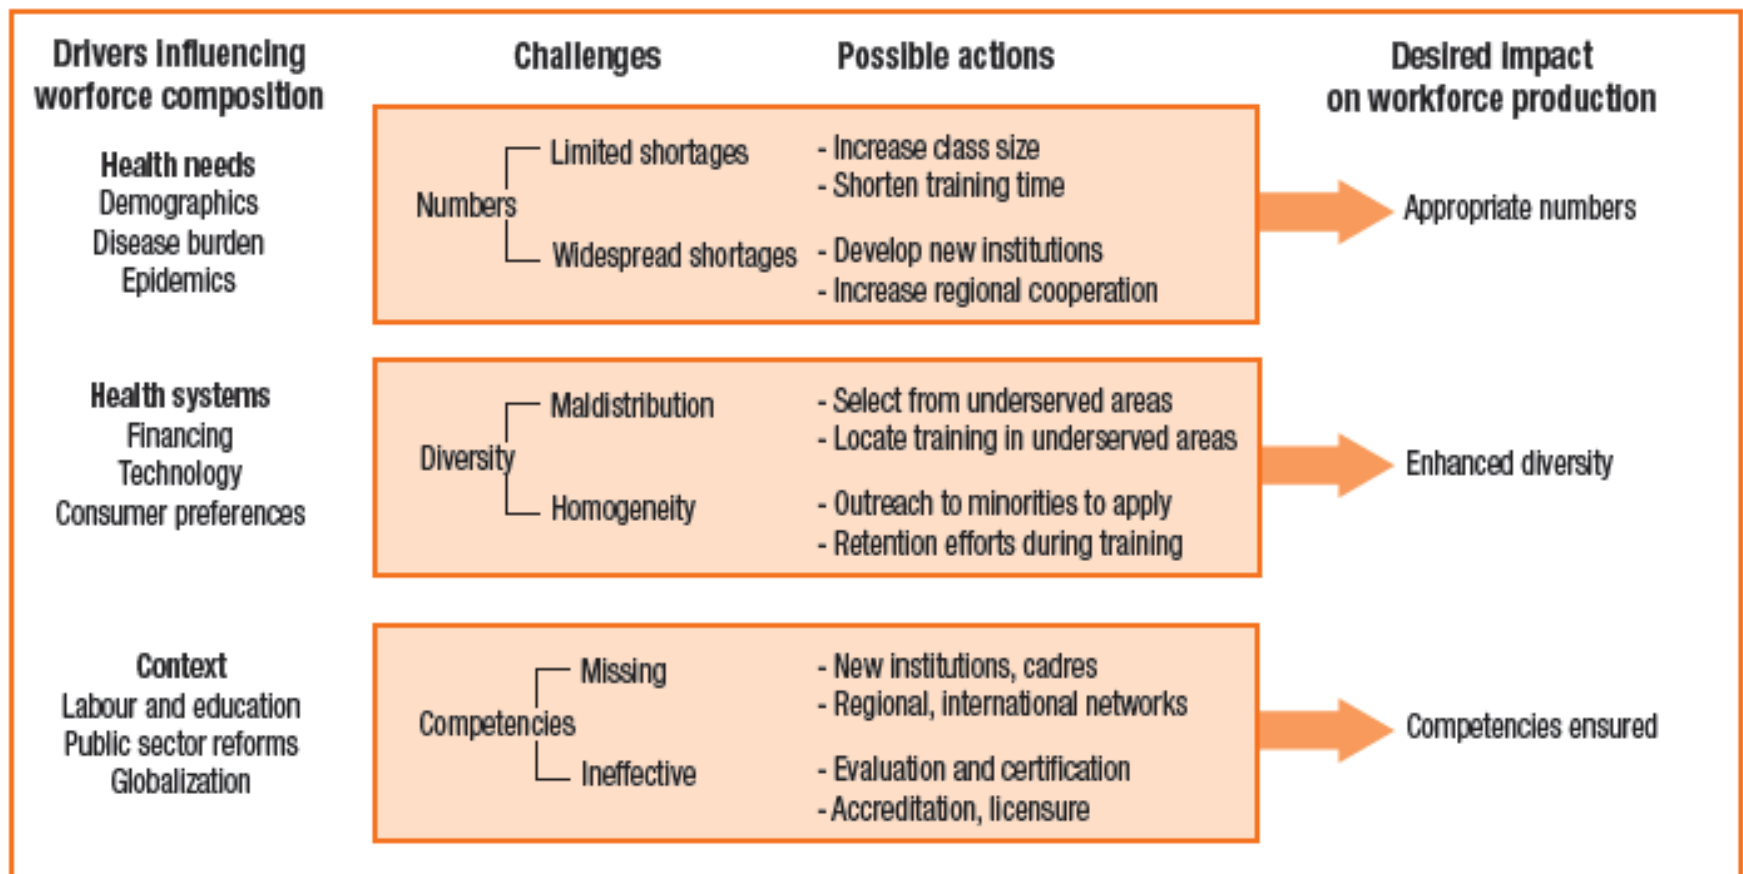 Drivers influencing
worforce composition
Challenges
Possible actions
Desired impact
on workforce production
Health needs
Demographics
Disease burden
Epidemics
Numbers
Limited shortages
- Increase class size
- Shorten training time
Widespread shortages
- Develop new institutions
- Increase regional cooperation
Appropriate numbers
Health systems
Financing
Technology
Consumer preferences
Diversity
Maldistribution
- Select from underserved areas
- Locate training in underserved areas
Homogeneity
- Outreach to minorities to apply
- Retention efforts during training
Enhanced diversity
Context
Labour and education
Public sector reforms
Globalization
Competencies
Missing
- New institutions, cadres
- Regional, international networks
Ineffective
- Evaluation and certification
- Accreditation, licensure
Competencies ensured